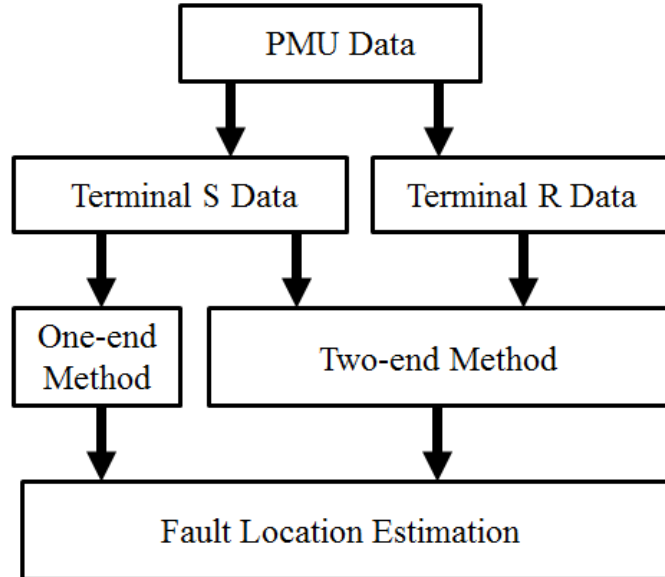 PMU Data
Terminal S Data
Terminal R Data
One-end
Method
Two-end Method
Fault Location Estimation